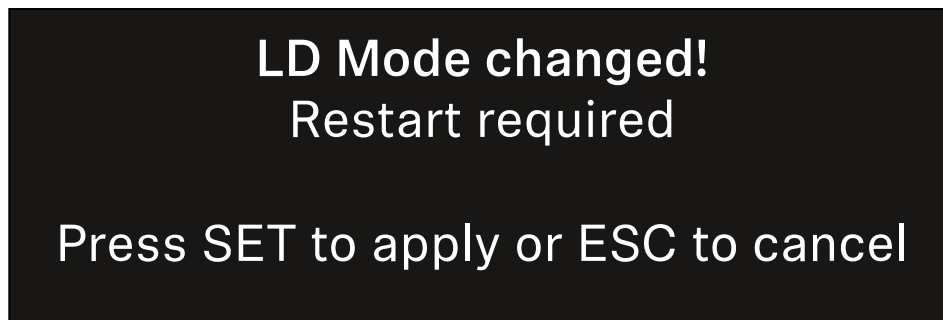 LD Mode changed!
Restart required
Press SET to apply or ESC to cancel